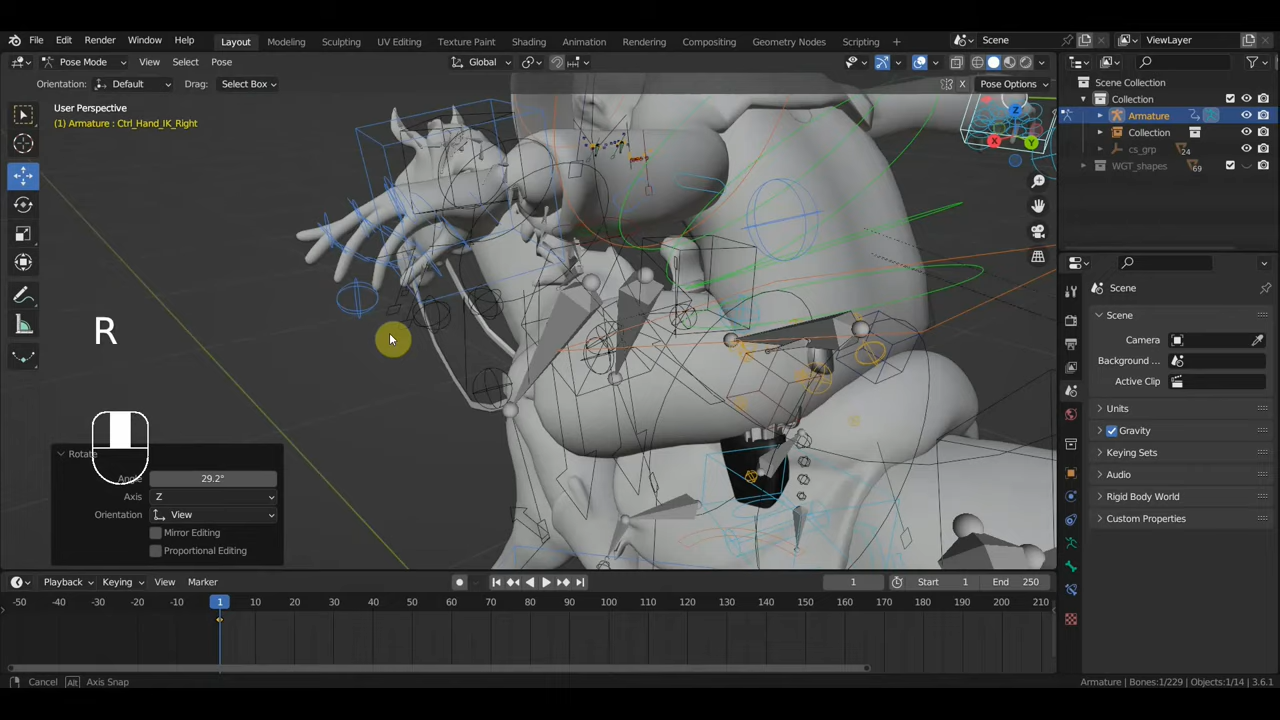 File Edit Render Window Help Layout Modeling Sculpting UV Editing Texture Paint Shading Animation Rendering Compositing Geometry Nodes Scripting + Scene ViewLayer
Pose Mode View Select Pose Global
Orientation: Default Drag: Select Box X Pose Options
User Perspective
(1) Armature : Ctrl_Hand_IK_Right
Z
X
Y
R
Rotate
Angle 29.2°
Axis Z
Orientation View
Mirror Editing
Proportional Editing
Scene Collection
Collection
Armature
Collection
cs_grp 24
WGT_shapes 69
Scene
Scene
Camera
Background ...
Active Clip
Units
Gravity
Keying Sets
Audio
Rigid Body World
Custom Properties
Playback Keying View Marker 1 Start 1 End 250
-50 -40 -30 -20 -10 1 10 20 30 40 50 60 70 80 90 100 110 120 130 140 150 160 170 180 190 200 210
Cancel Alt Axis Snap Armature | Bones:1/229 | Objects:1/14 | 3.6.1